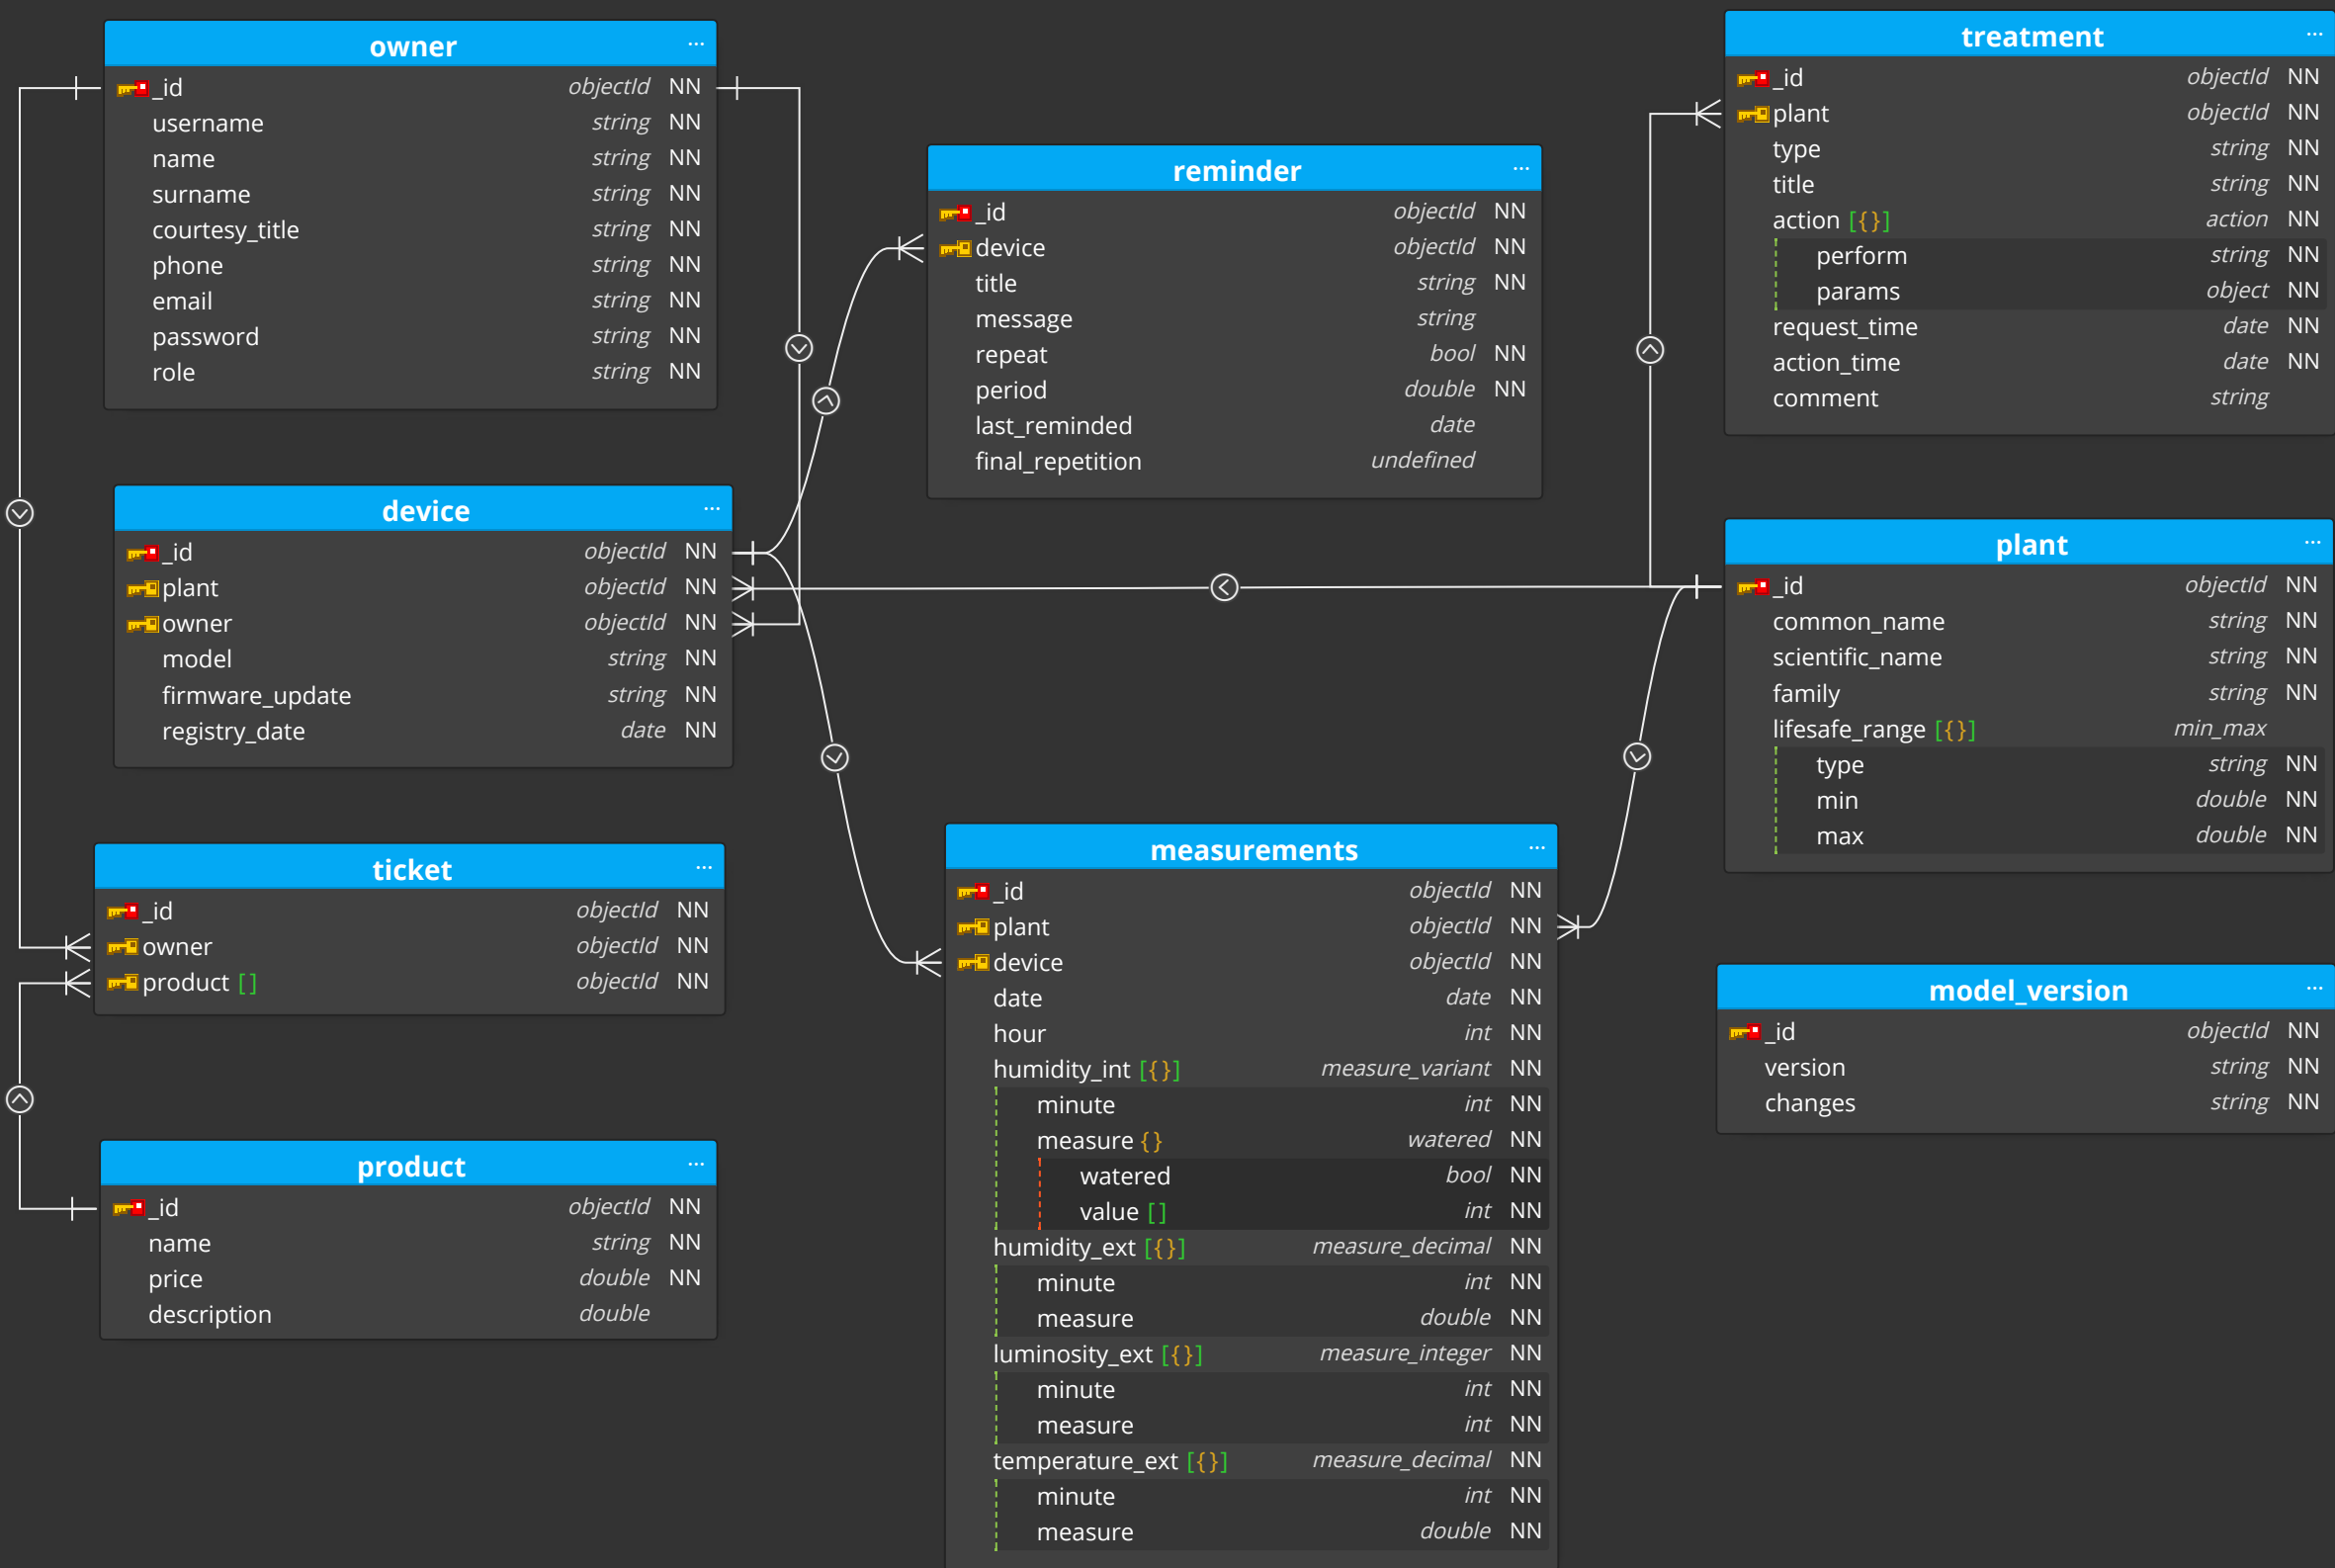 owner ...
_id objectId NN
username string NN
name string NN
surname string NN
courtesy_title string NN
phone string NN
email string NN
password string NN
role string NN
device ...
_id objectId NN
plant objectId NN
owner objectId NN
model string NN
firmware_update string NN
registry_date date NN
ticket ...
_id objectId NN
owner objectId NN
product [] objectId NN
product ...
_id objectId NN
name string NN
price double NN
description double
reminder ...
_id objectId NN
device objectId NN
title string NN
message string
repeat bool NN
period double NN
last_reminded date
final_repetition undefined
measurements ...
_id objectId NN
plant objectId NN
device objectId NN
date date NN
hour int NN
humidity_int [{}] measure_variant NN
minute int NN
measure {} watered NN
watered bool NN
value [] int NN
humidity_ext [{}] measure_decimal NN
minute int NN
measure double NN
luminosity_ext [{}] measure_integer NN
minute int NN
measure int NN
temperature_ext [{}] measure_decimal NN
minute int NN
measure double NN
treatment ...
_id objectId NN
plant objectId NN
type string NN
title string NN
action [{}] action NN
perform string NN
params object NN
request_time date NN
action_time date NN
comment string
plant ...
_id objectId NN
common_name string NN
scientific_name string NN
family string NN
lifesafe_range [{}] min_max
type string NN
min double NN
max double NN
model_version ...
_id objectId NN
version string NN
changes string NN